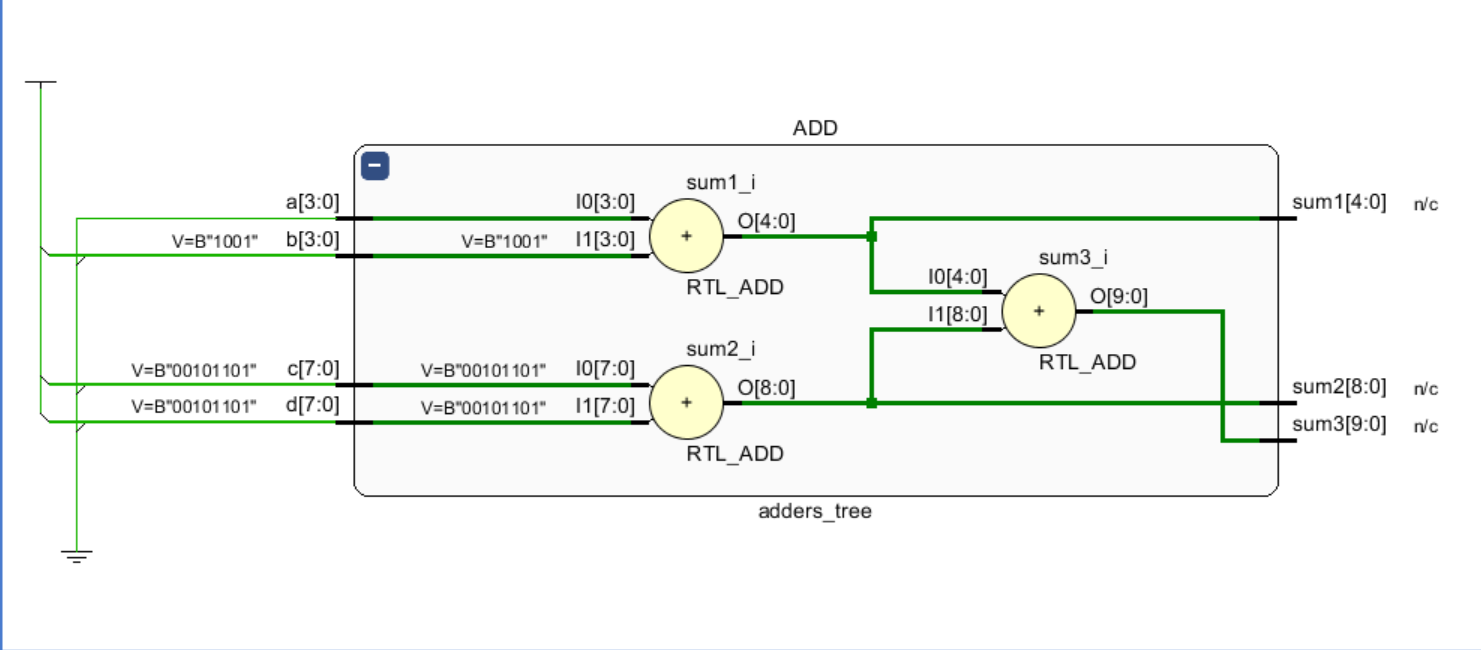 ADD
−
sum1_i
a[3:0]
I0[3:0]
O[4:0]
sum1[4:0] n/c
V=B"1001" b[3:0]
V=B"1001" I1[3:0]
+
RTL_ADD
sum3_i
I0[4:0]
O[9:0]
I1[8:0]
+
RTL_ADD
sum2_i
V=B"00101101" c[7:0]
V=B"00101101" I0[7:0]
O[8:0]
sum2[8:0] n/c
V=B"00101101" d[7:0]
V=B"00101101" I1[7:0]
+
sum3[9:0] n/c
RTL_ADD
adders_tree